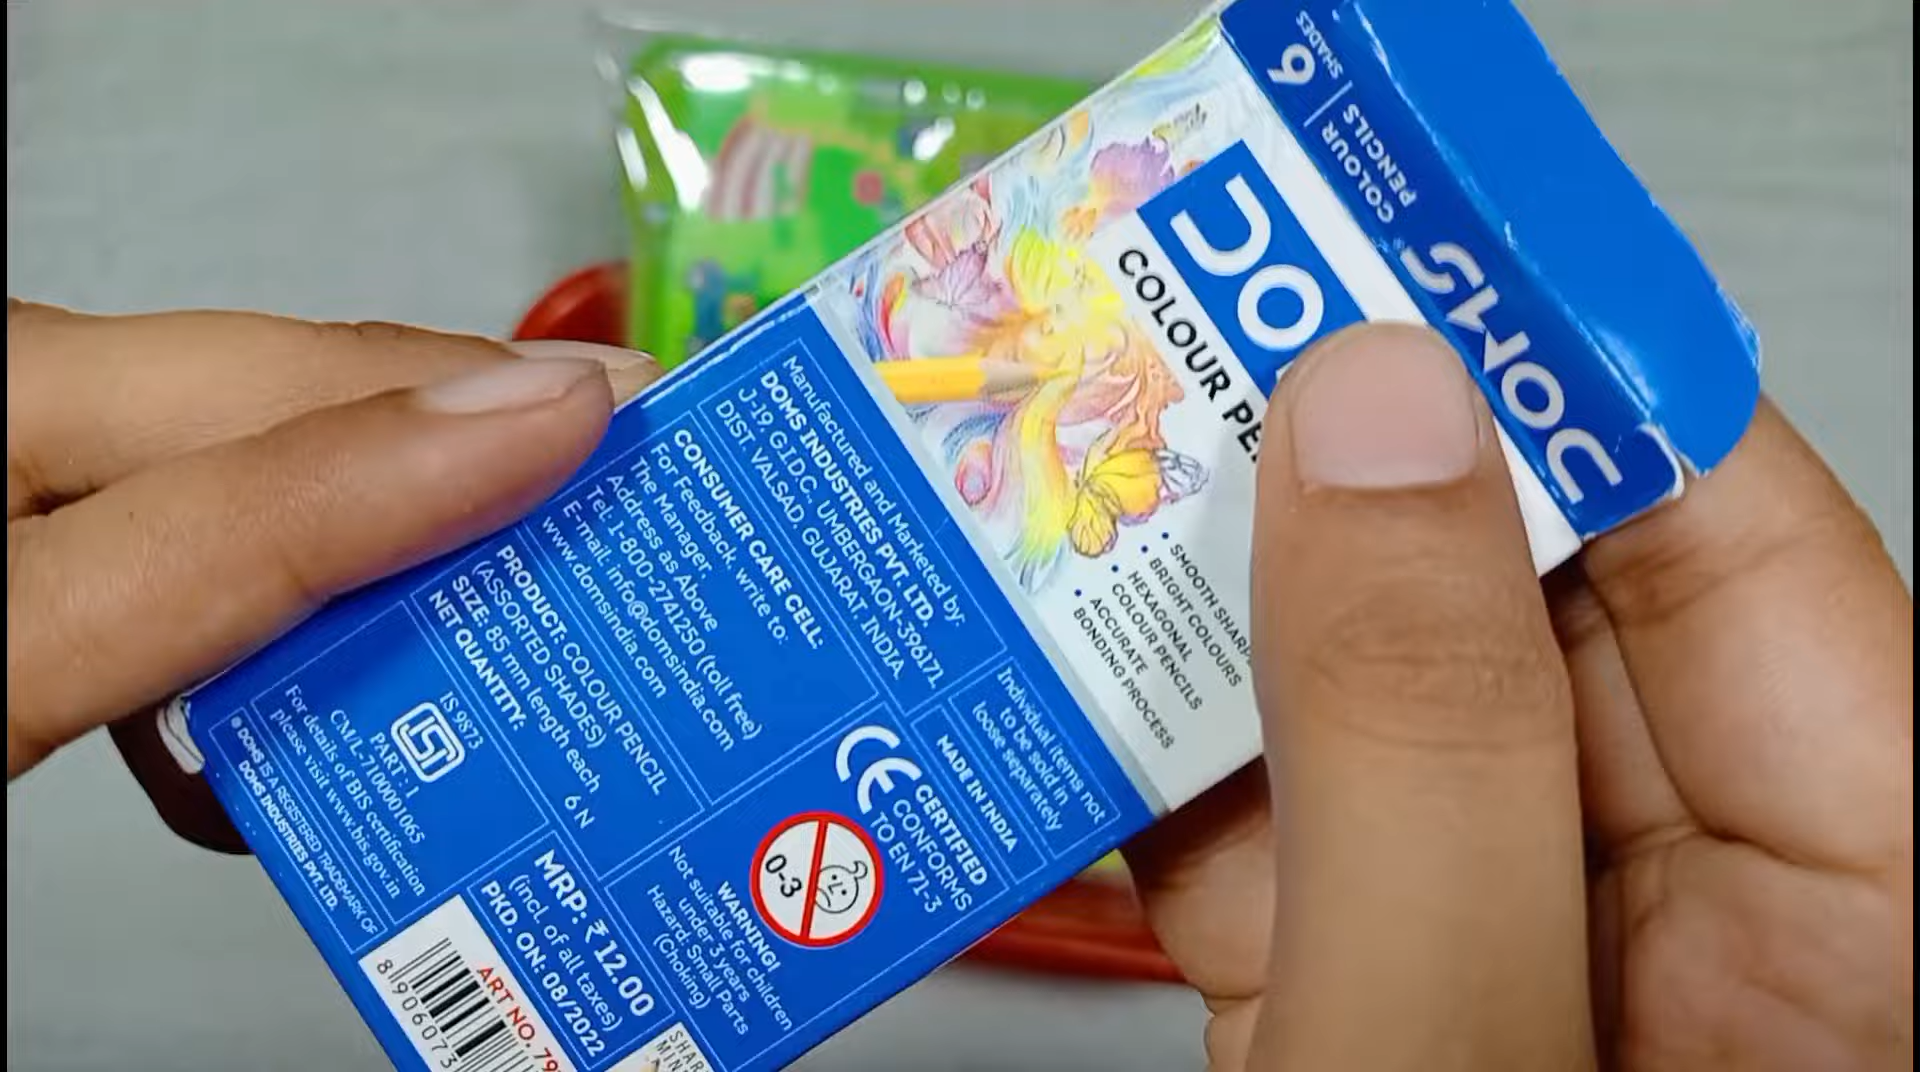 6 SHADES
COLOUR
PENCILS
DOMS
COLOUR
SMOOTH
BRIGHT COLOURS
HEXAGONAL
COLOUR PENCILS
ACCURATE
BONDING PROCESS
Manufactured and Marketed by:
DOMS INDUSTRIES PVT. LTD.
J-19, G.I.D.C., UMBERGAON-396171,
DIST. VALSAD, GUJARAT, INDIA
CONSUMER CARE CELL:
For Feedback, write to:
The Manager,
Address as Above
Tel. 1-800-2741250 (toll free)
E-mail. info@domsindia.com
www.domsindia.com
PRODUCT: COLOUR PENCIL
(ASSORTED SHADES)
SIZE: 85 mm length each
NET QUANTITY: 6 N
IS 9873
PART : 1
CM/L-7100001065
For details of BIS certification
please visit www.bis.gov.in
® DOMS IS A REGISTERED TRADEMARK OF
DOMS INDUSTRIES PVT. LTD.
Individual items not
to be sold in
loose separately
MADE IN INDIA
CE CERTIFIED
CONFORMS
TO EN 71-3
0-3
WARNING!
Not suitable for children
under 3 years
Hazard: Small Parts
(Choking)
MRP: ₹ 12.00
(incl. of all taxes)
PKD. ON: 08/2022
ART NO. 79
8 906073